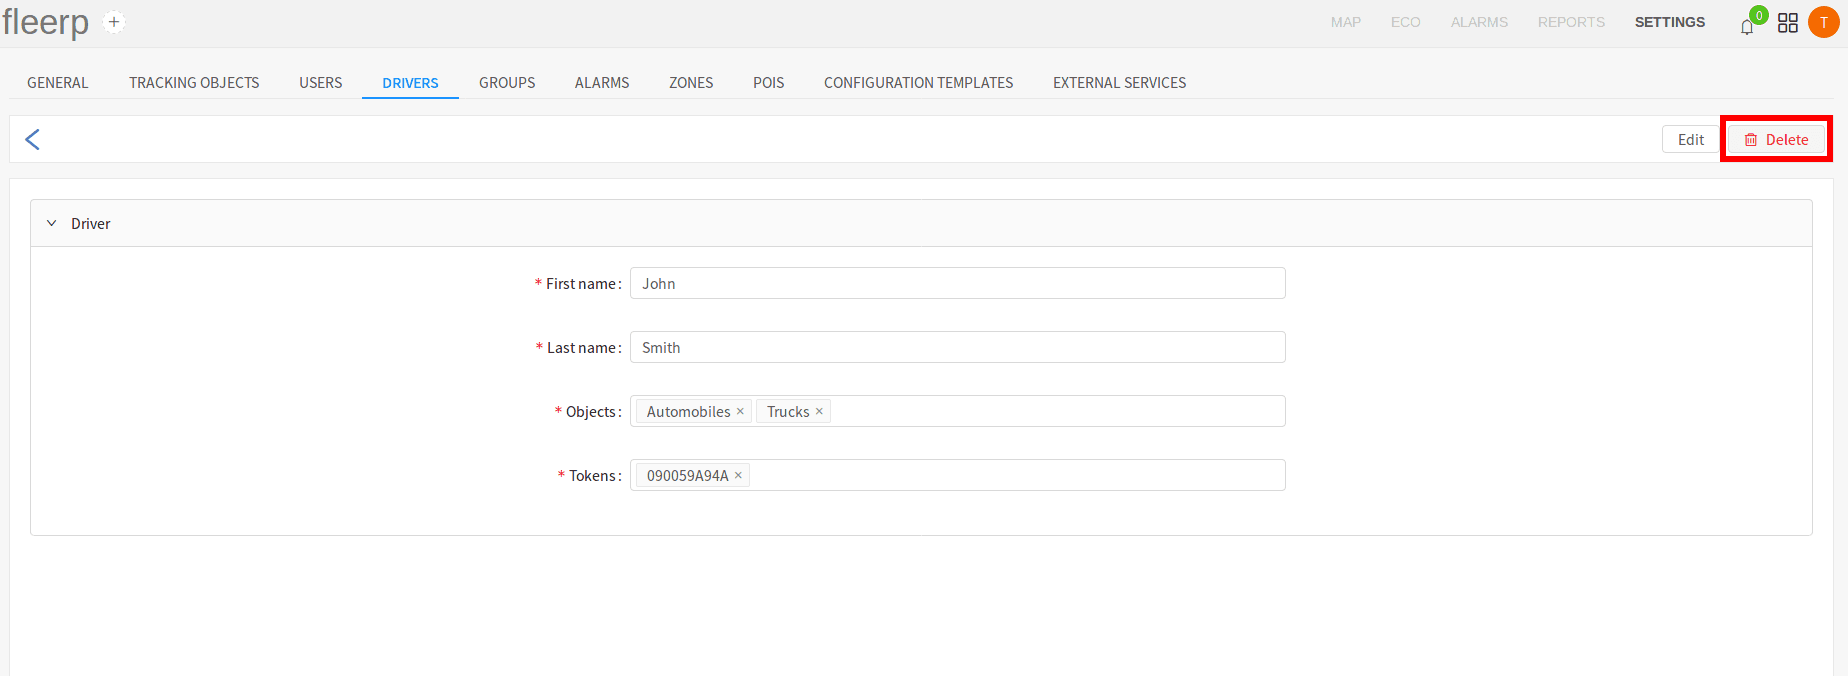 fleerp +
MAP ECO ALARMS REPORTS SETTINGS 0 T
GENERAL TRACKING OBJECTS USERS DRIVERS GROUPS ALARMS ZONES POIS CONFIGURATION TEMPLATES EXTERNAL SERVICES
Edit Delete
Driver
* First name: John
* Last name: Smith
* Objects: Automobiles × Trucks ×
* Tokens: 090059A94A ×